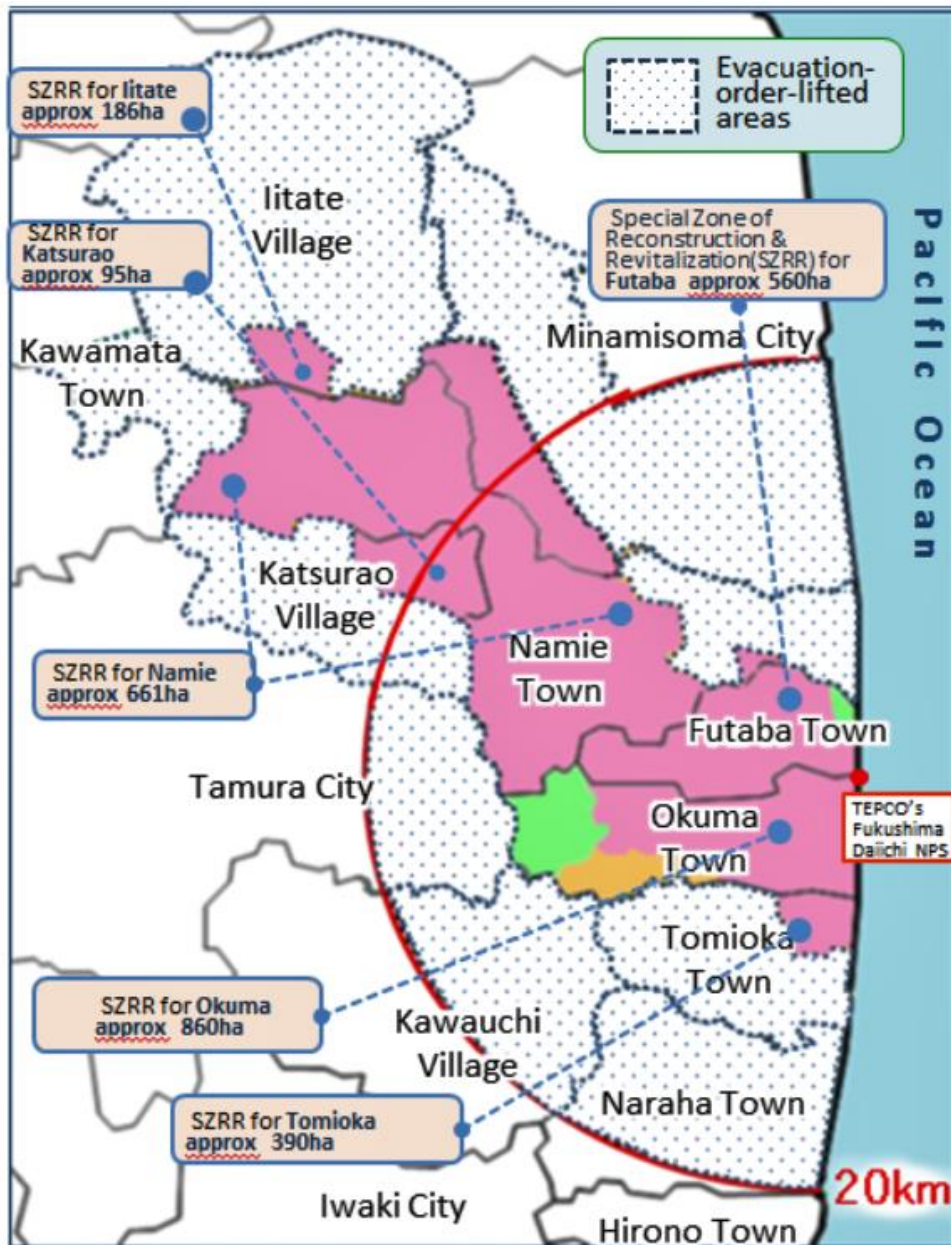 Evacuation-
order-lifted
areas
SZRR for Iitate
approx 186ha
Iitate
Village
Special Zone of
Reconstruction &
Revitalization(SZRR) for
Futaba approx 560ha
Pacific Ocean
SZRR for
Katsurao
approx 95ha
Minamisoma City
Kawamata
Town
Katsurao
Village
Namie
Town
SZRR for Namie
approx 661ha
Futaba Town
Tamura City
TEPCO's
Fukushima
Daiichi NPS
Okuma
Town
Tomioka
Town
SZRR for Okuma
approx 860ha
Kawauchi
Village
SZRR for Tomioka
approx 390ha
Naraha Town
20km
Iwaki City
Hirono Town